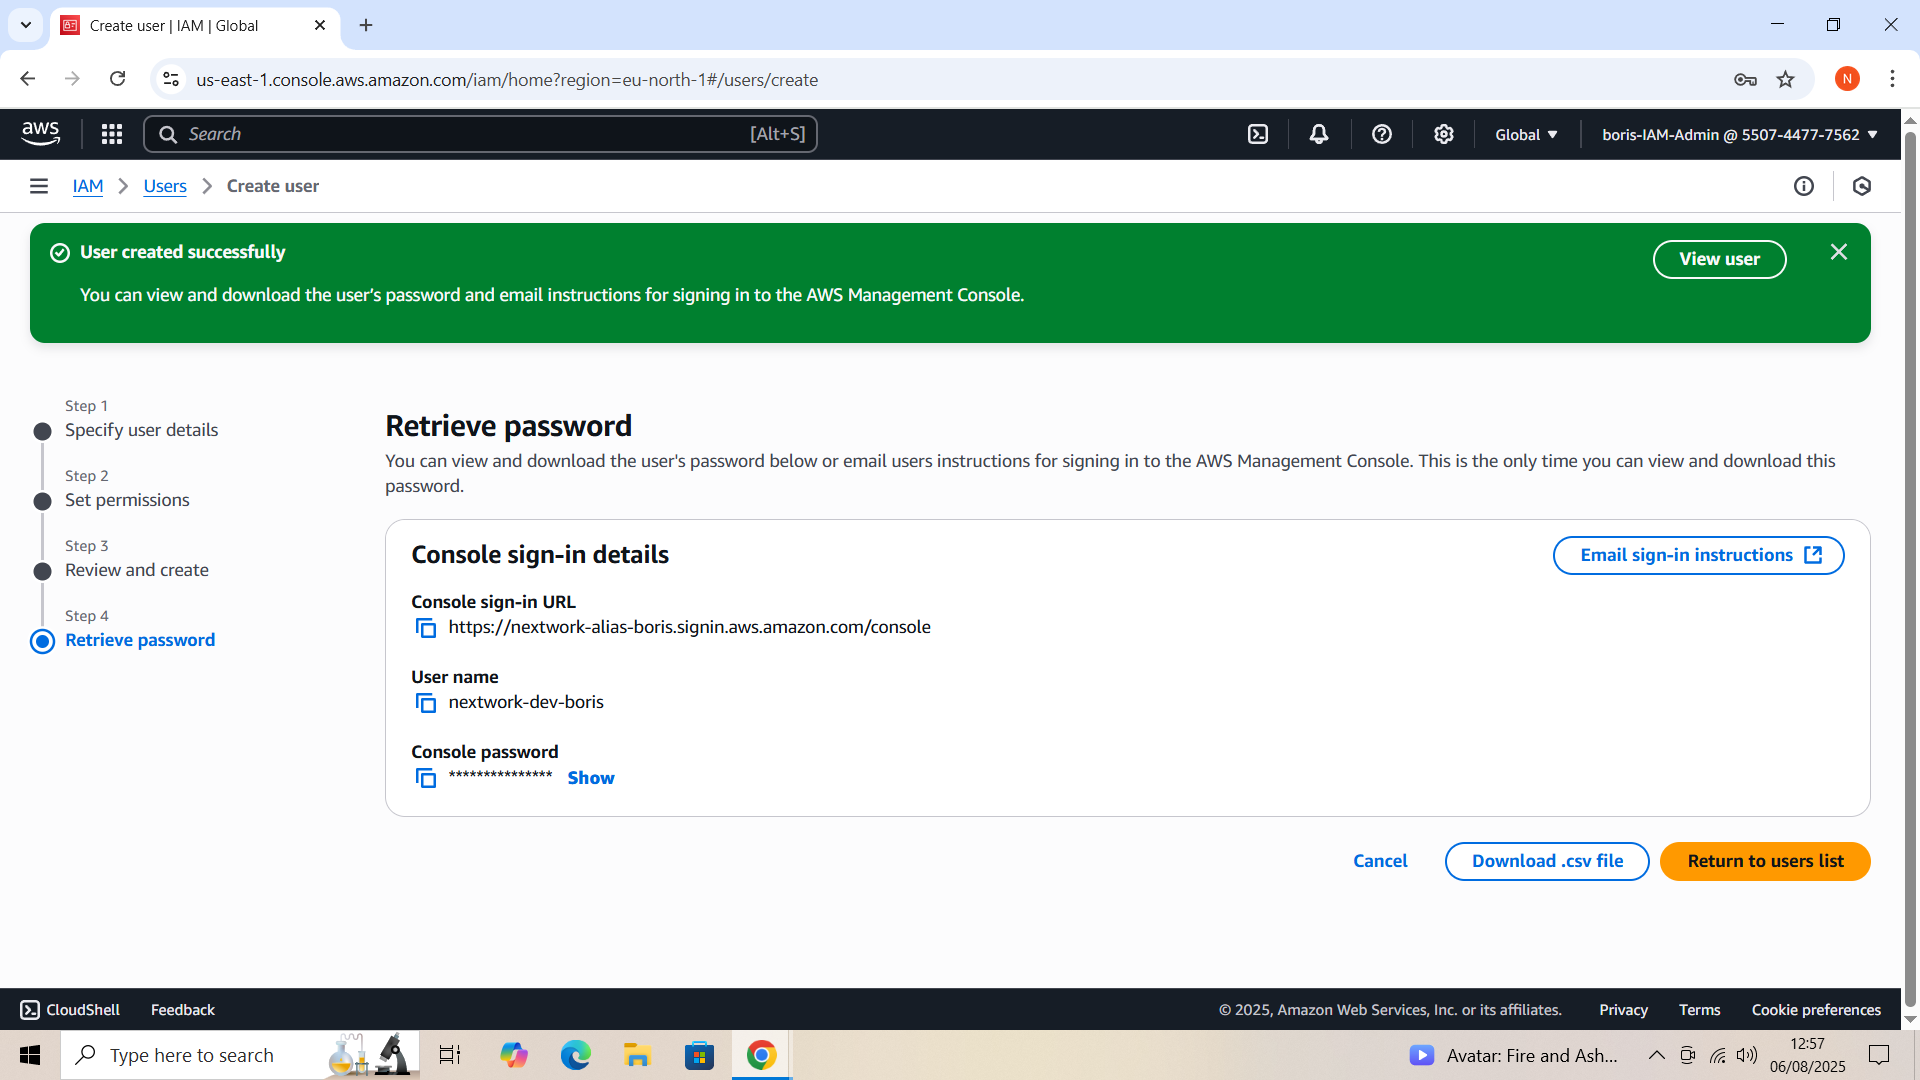 Create user | IAM | Global
us-east-1.console.aws.amazon.com/iam/home?region=eu-north-1#/users/create
N
aws
Search
[Alt+S]
Global
boris-IAM-Admin @ 5507-4477-7562
IAM
Users
Create user
User created successfully
View user
You can view and download the user's password and email instructions for signing in to the AWS Management Console.
Step 1
Specify user details
Step 2
Set permissions
Step 3
Review and create
Step 4
Retrieve password
Retrieve password
You can view and download the user's password below or email users instructions for signing in to the AWS Management Console. This is the only time you can view and download this
password.
Console sign-in details
Email sign-in instructions
Console sign-in URL
https://nextwork-alias-boris.signin.aws.amazon.com/console
User name
nextwork-dev-boris
Console password
*************** Show
Cancel
Download .csv file
Return to users list
CloudShell
Feedback
© 2025, Amazon Web Services, Inc. or its affiliates.
Privacy
Terms
Cookie preferences
Type here to search
Avatar: Fire and Ash...
12:57
06/08/2025